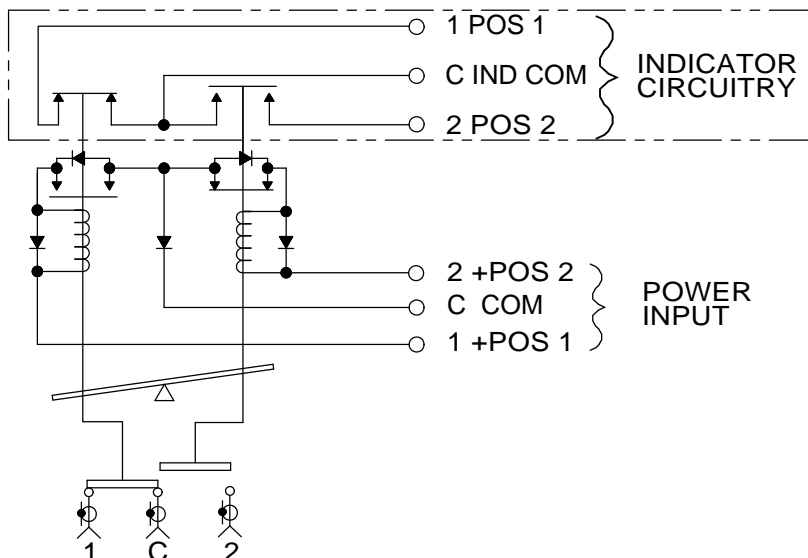 1 POS 1
C IND COM
2 POS 2
INDICATOR
CIRCUITRY
2 +POS 2
C COM
1 +POS 1
POWER
INPUT
1 C 2